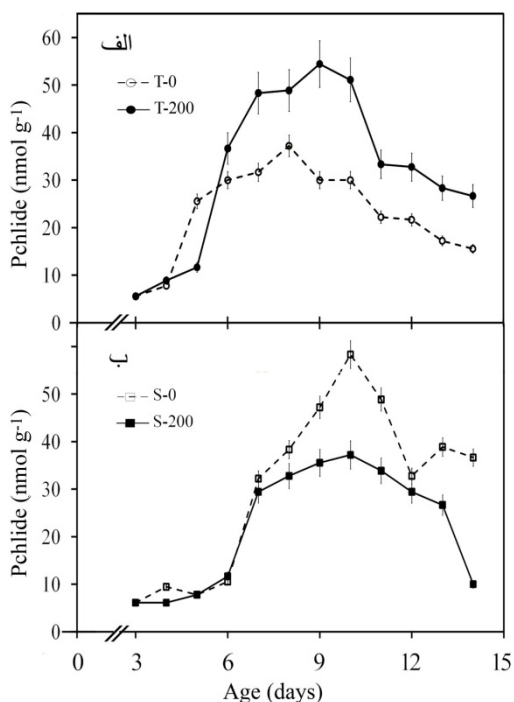 الف
T-0
T-200
Pchlide (nmol g-1)
60
50
40
30
20
10
0
ب
S-0
S-200
Pchlide (nmol g-1)
50
40
30
20
10
0
0 3 6 9 12 15
Age (days)